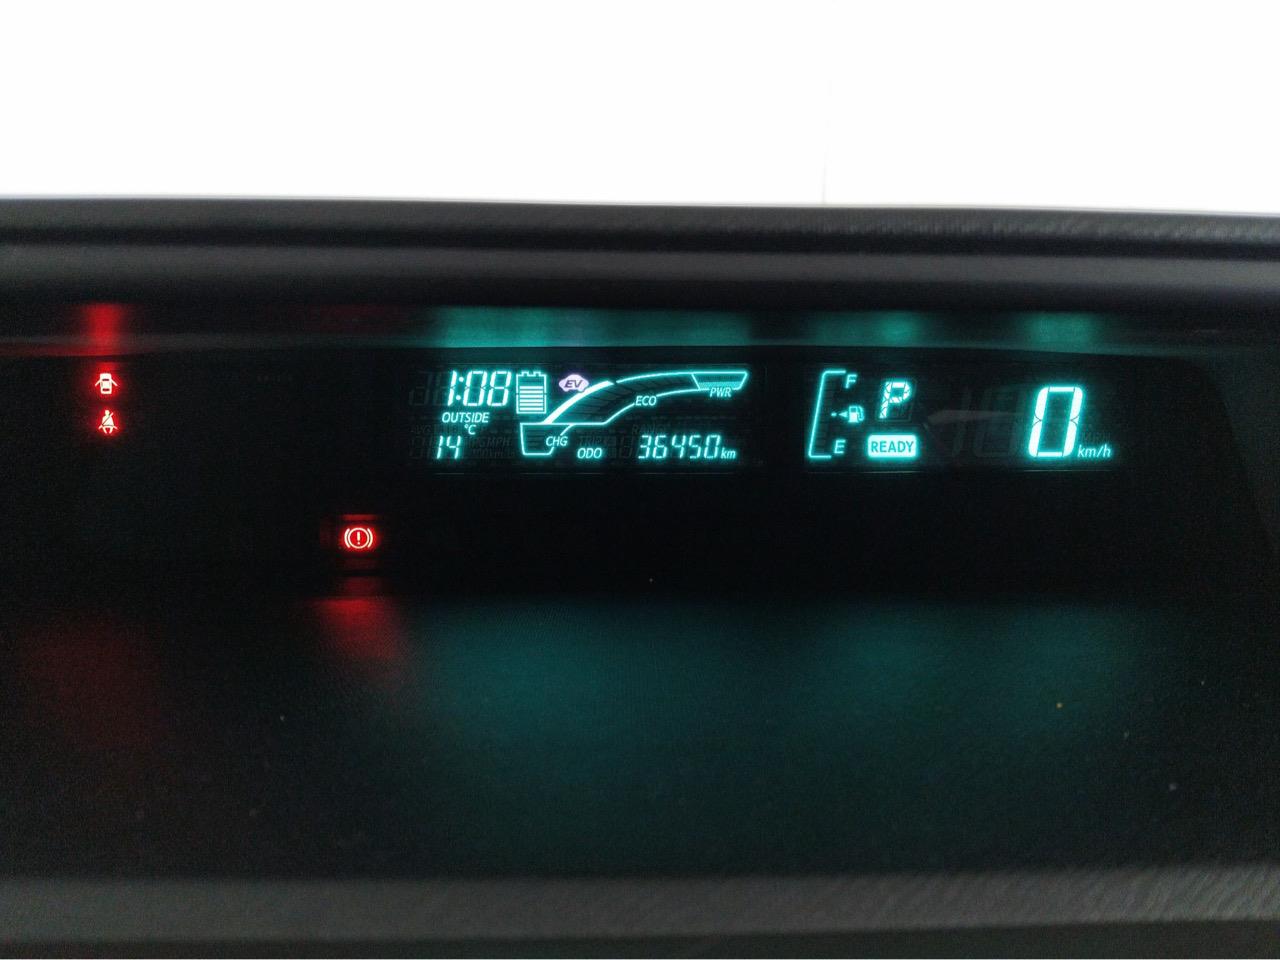 1:08
EV
OUTSIDE
°C
14
CHG
ECO
PWR
ODO
36450 km
F
E
P
READY
0 km/h